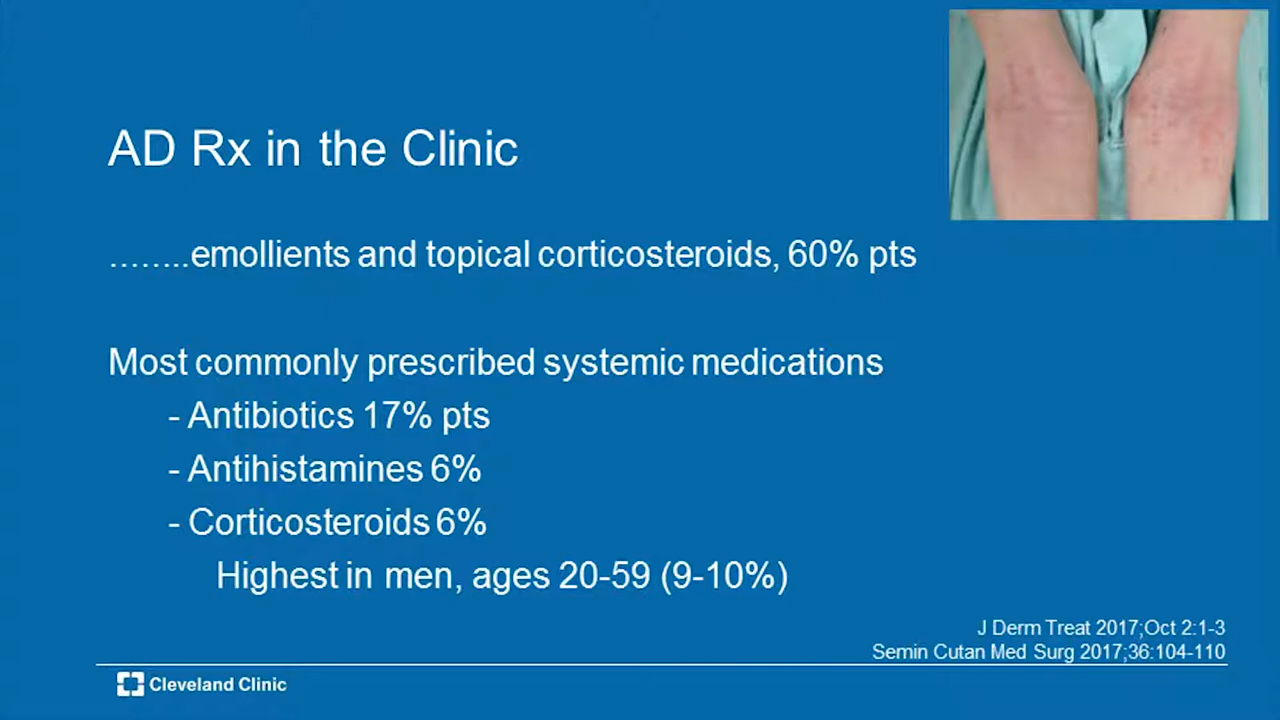 AD Rx in the Clinic
……..emollients and topical corticosteroids, 60% pts
Most commonly prescribed systemic medications
- Antibiotics 17% pts
- Antihistamines 6%
- Corticosteroids 6%
Highest in men, ages 20-59 (9-10%)
J Derm Treat 2017;Oct 2:1-3
Semin Cutan Med Surg 2017;36:104-110
Cleveland Clinic